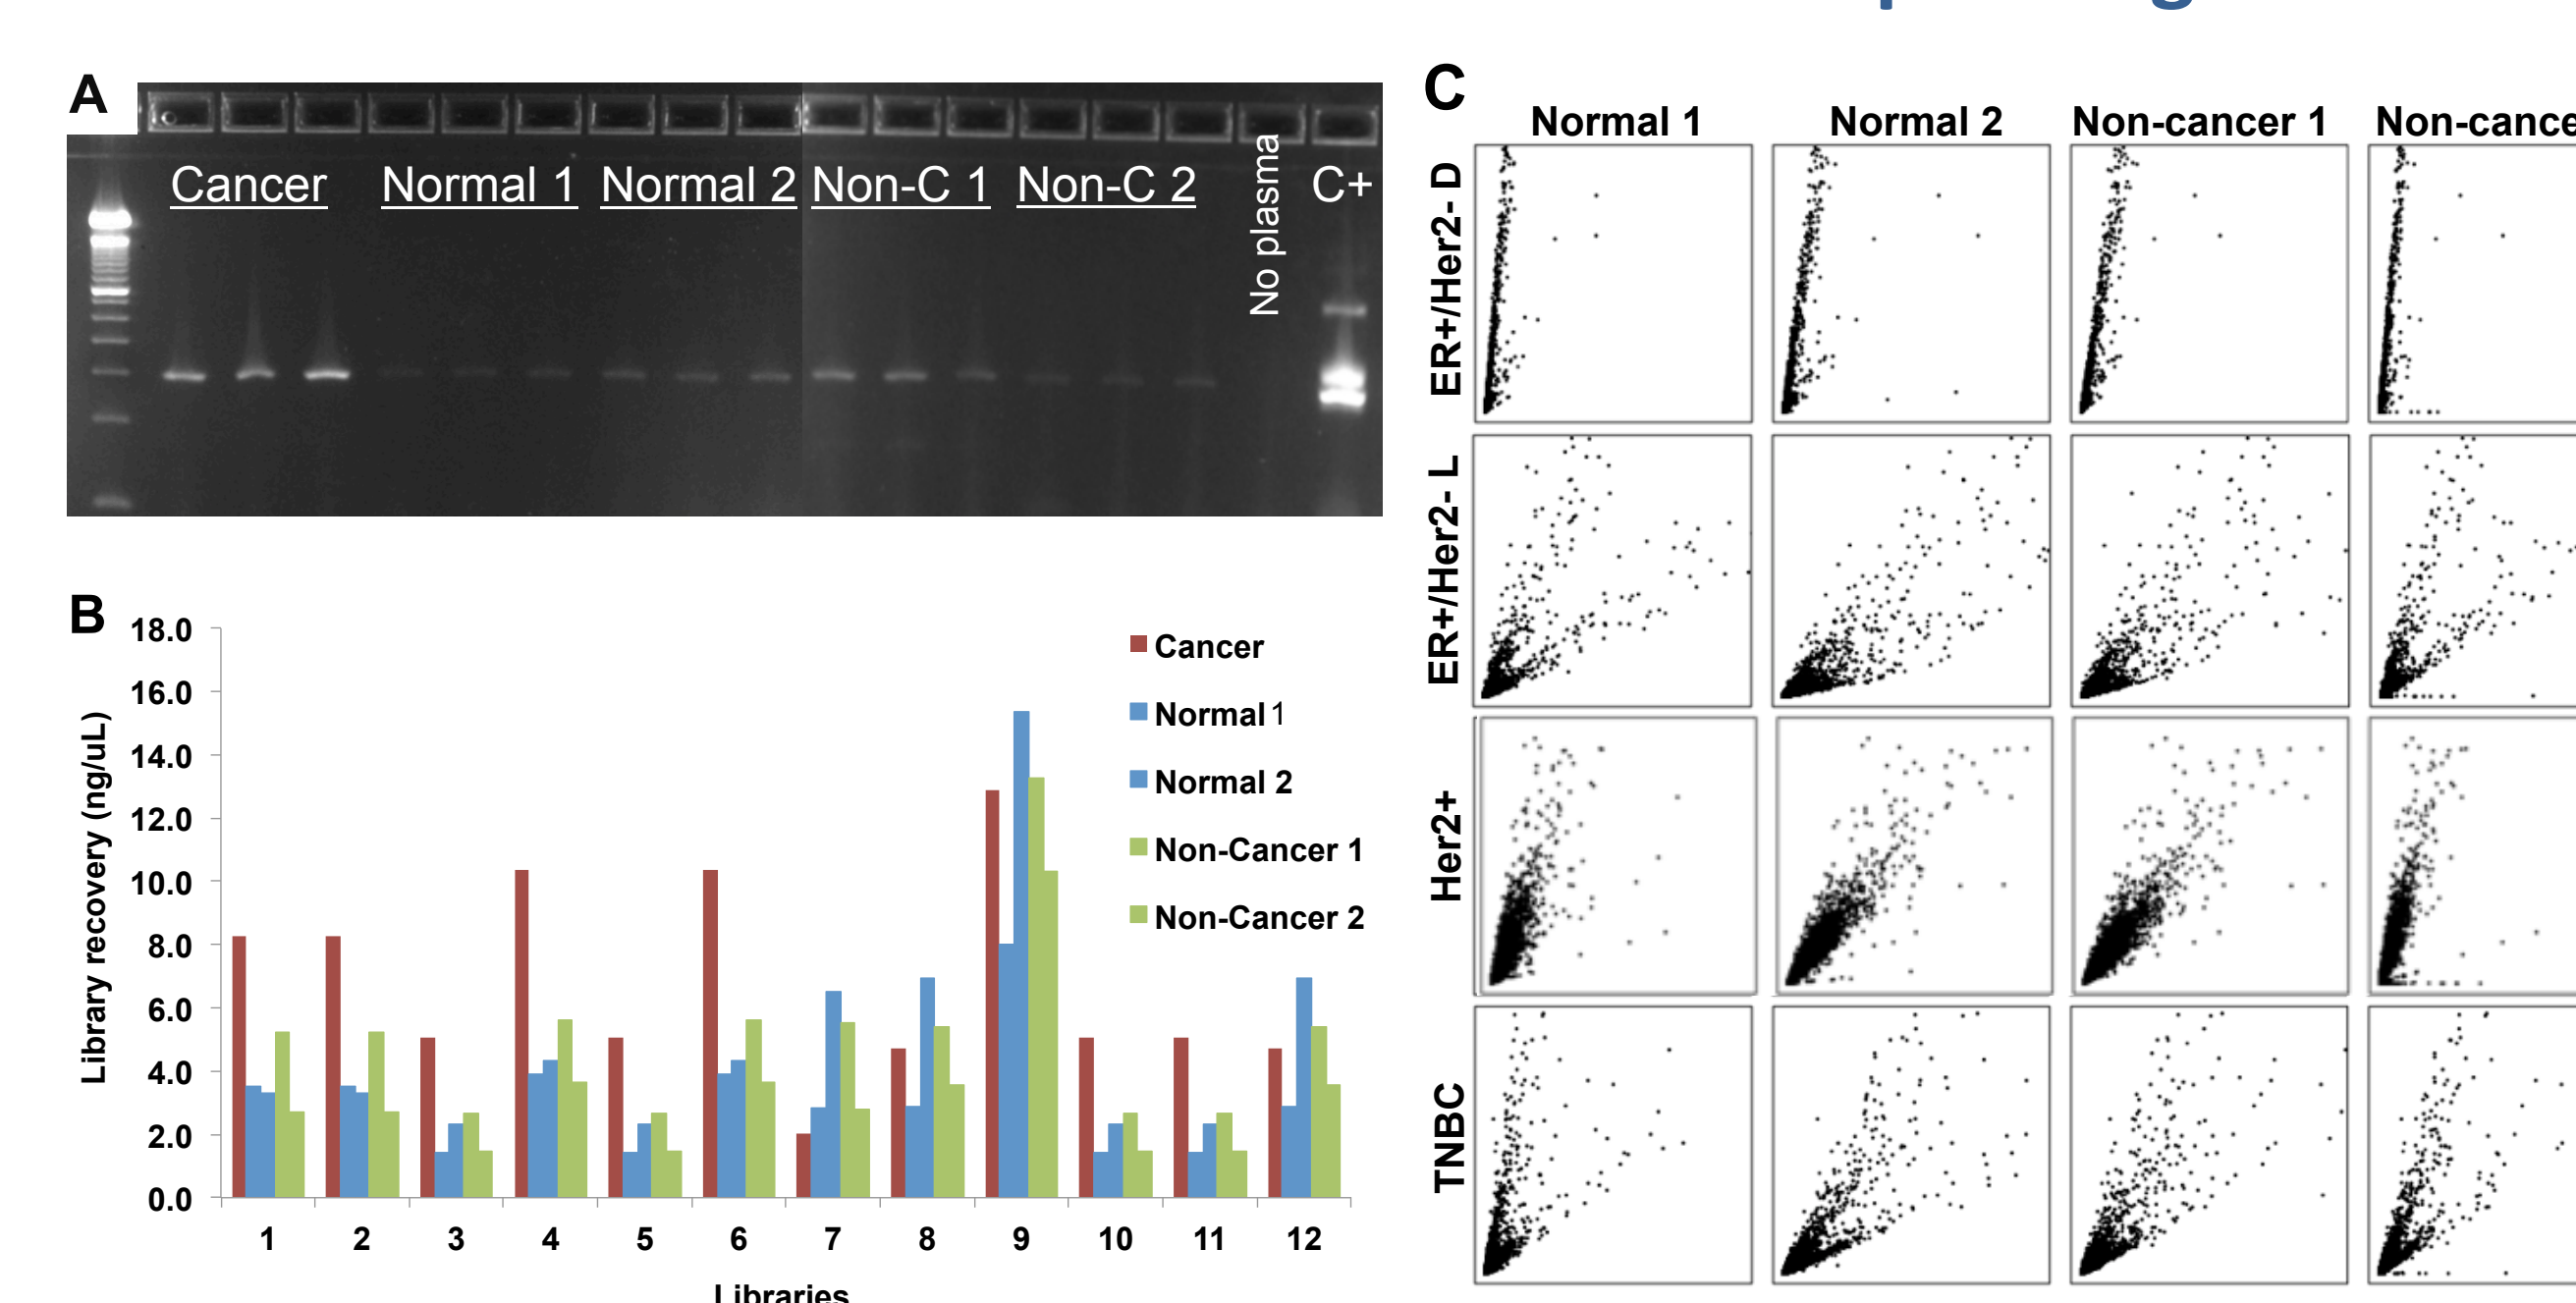 A
Cancer
Normal 1
Normal 2
Non-C 1
Non-C 2
No plasma
C+
B
18.0
16.0
14.0
12.0
10.0
8.0
6.0
4.0
2.0
0.0
Library recovery (ng/uL)
Cancer
Normal 1
Normal 2
Non-Cancer 1
Non-Cancer 2
1 2 3 4 5 6 7 8 9 10 11 12
Libraries
C
Normal 1
Normal 2
Non-cancer 1
Non-cance
ER+/Her2- D
ER+/Her2- L
Her2+
TNBC